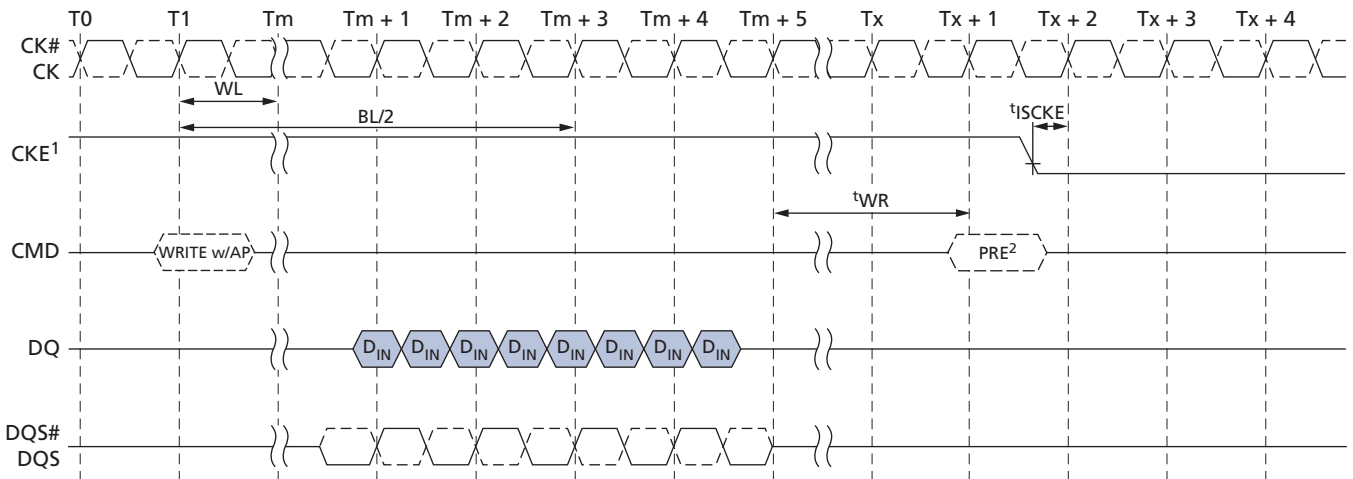 T0 T1 Tm Tm + 1 Tm + 2 Tm + 3 Tm + 4 Tm + 5 Tx Tx + 1 Tx + 2 Tx + 3 Tx + 4
CK#
CK
WL
BL/2
tISCKE
CKE1
tWR
CMD WRITE w/AP PRE2
DQ DIN DIN DIN DIN DIN DIN DIN DIN
DQS#
DQS